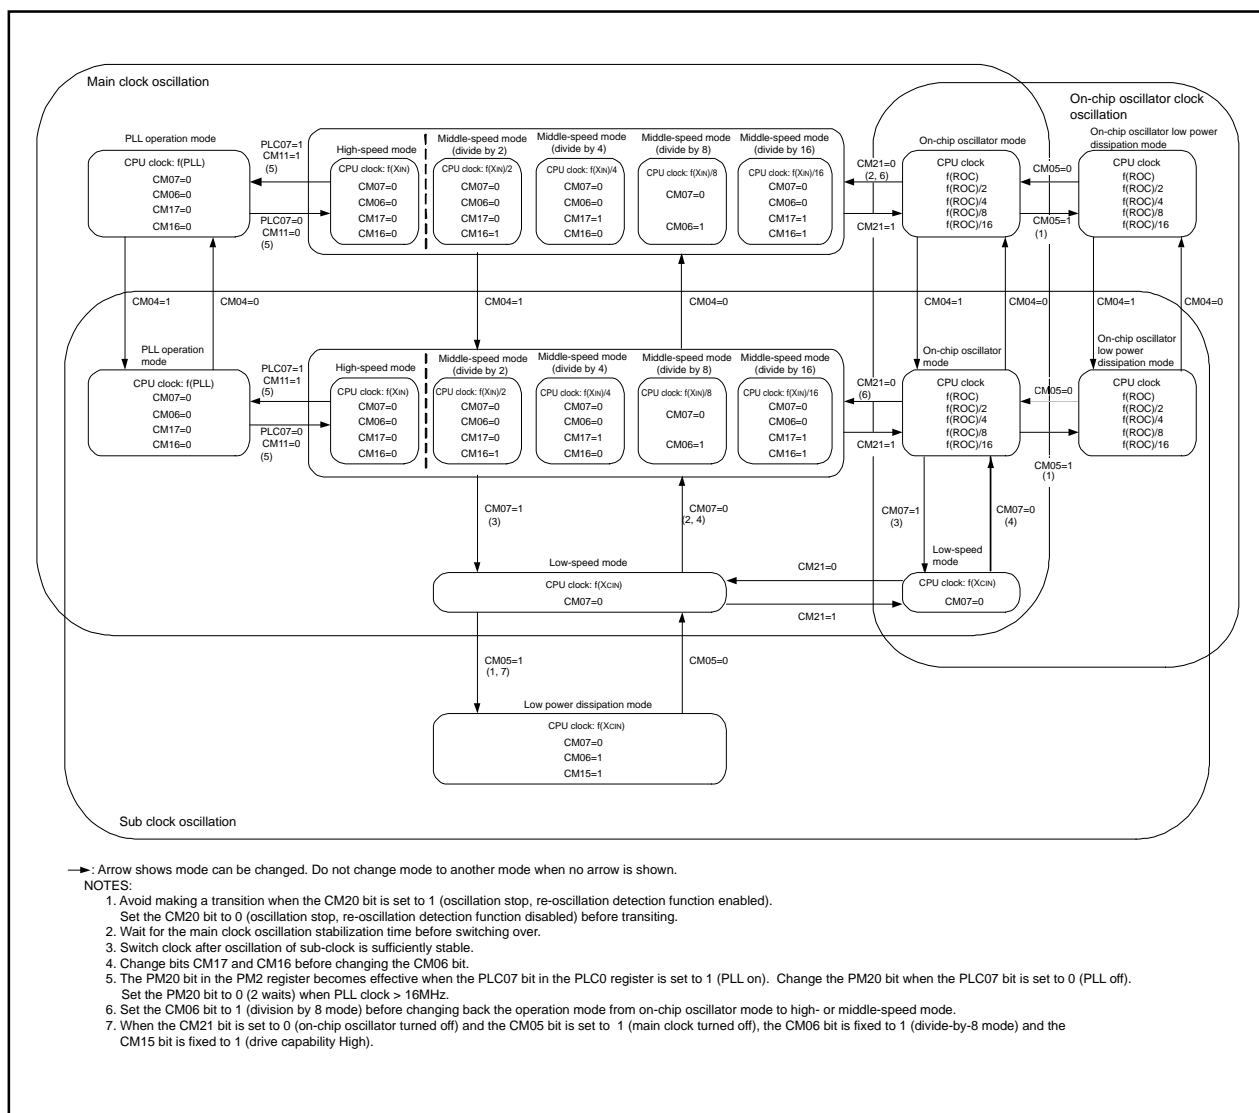 Main clock oscillation
On-chip oscillator clock
oscillation
PLL operation mode
CPU clock: f(PLL)
CM07=0
CM06=0
CM17=0
CM16=0
PLC07=1
CM11=1
(5)
PLC07=0
CM11=0
(5)
High-speed mode
CPU clock: f(XIN)
CM07=0
CM06=0
CM17=0
CM16=0
Middle-speed mode
(divide by 2)
CPU clock: f(XIN)/2
CM07=0
CM06=0
CM17=0
CM16=1
Middle-speed mode
(divide by 4)
CPU clock: f(XIN)/4
CM07=0
CM06=0
CM17=1
CM16=0
Middle-speed mode
(divide by 8)
CPU clock: f(XIN)/8
CM07=0
CM06=1
Middle-speed mode
(divide by 16)
CPU clock: f(XIN)/16
CM07=0
CM06=0
CM17=1
CM16=1
CM21=0
(2, 6)
CM21=1
On-chip oscillator mode
CPU clock
f(ROC)
f(ROC)/2
f(ROC)/4
f(ROC)/8
f(ROC)/16
CM05=0
CM05=1
(1)
On-chip oscillator low power
dissipation mode
CPU clock
f(ROC)
f(ROC)/2
f(ROC)/4
f(ROC)/8
f(ROC)/16
CM04=1
CM04=0
CM04=1
CM04=0
CM04=1
CM04=0
CM04=1
CM04=0
PLL operation
mode
CPU clock: f(PLL)
CM07=0
CM06=0
CM17=0
CM16=0
PLC07=1
CM11=1
(5)
PLC07=0
CM11=0
(5)
High-speed mode
CPU clock: f(XIN)
CM07=0
CM06=0
CM17=0
CM16=0
Middle-speed mode
(divide by 2)
CPU clock: f(XIN)/2
CM07=0
CM06=0
CM17=0
CM16=1
Middle-speed mode
(divide by 4)
CPU clock: f(XIN)/4
CM07=0
CM06=0
CM17=1
CM16=0
Middle-speed mode
(divide by 8)
CPU clock: f(XIN)/8
CM07=0
CM06=1
Middle-speed mode
(divide by 16)
CPU clock: f(XIN)/16
CM07=0
CM06=0
CM17=1
CM16=1
CM21=0
(6)
CM21=1
On-chip oscillator
mode
CPU clock
f(ROC)
f(ROC)/2
f(ROC)/4
f(ROC)/8
f(ROC)/16
CM05=0
CM05=1
(1)
On-chip oscillator
low power
dissipation mode
CPU clock
f(ROC)
f(ROC)/2
f(ROC)/4
f(ROC)/8
f(ROC)/16
CM07=1
(3)
CM07=0
(2, 4)
CM07=1
(3)
CM07=0
(4)
Low-speed mode
CPU clock: f(XCIN)
CM07=0
CM21=0
CM21=1
Low-speed
mode
CPU clock: f(XCIN)
CM07=0
CM05=1
(1, 7)
CM05=0
Low power dissipation mode
CPU clock: f(XCIN)
CM07=0
CM06=1
CM15=1
Sub clock oscillation
: Arrow shows mode can be changed. Do not change mode to another mode when no arrow is shown.
NOTES:
1. Avoid making a transition when the CM20 bit is set to 1 (oscillation stop, re-oscillation detection function enabled).
Set the CM20 bit to 0 (oscillation stop, re-oscillation detection function disabled) before transiting.
2. Wait for the main clock oscillation stabilization time before switching over.
3. Switch clock after oscillation of sub-clock is sufficiently stable.
4. Change bits CM17 and CM16 before changing the CM06 bit.
5. The PM20 bit in the PM2 register becomes effective when the PLC07 bit in the PLC0 register is set to 1 (PLL on). Change the PM20 bit when the PLC07 bit is set to 0 (PLL off).
Set the PM20 bit to 0 (2 waits) when PLL clock > 16MHz.
6. Set the CM06 bit to 1 (division by 8 mode) before changing back the operation mode from on-chip oscillator mode to high- or middle-speed mode.
7. When the CM21 bit is set to 0 (on-chip oscillator turned off) and the CM05 bit is set to 1 (main clock turned off), the CM06 bit is fixed to 1 (divide-by-8 mode) and the
CM15 bit is fixed to 1 (drive capability High).